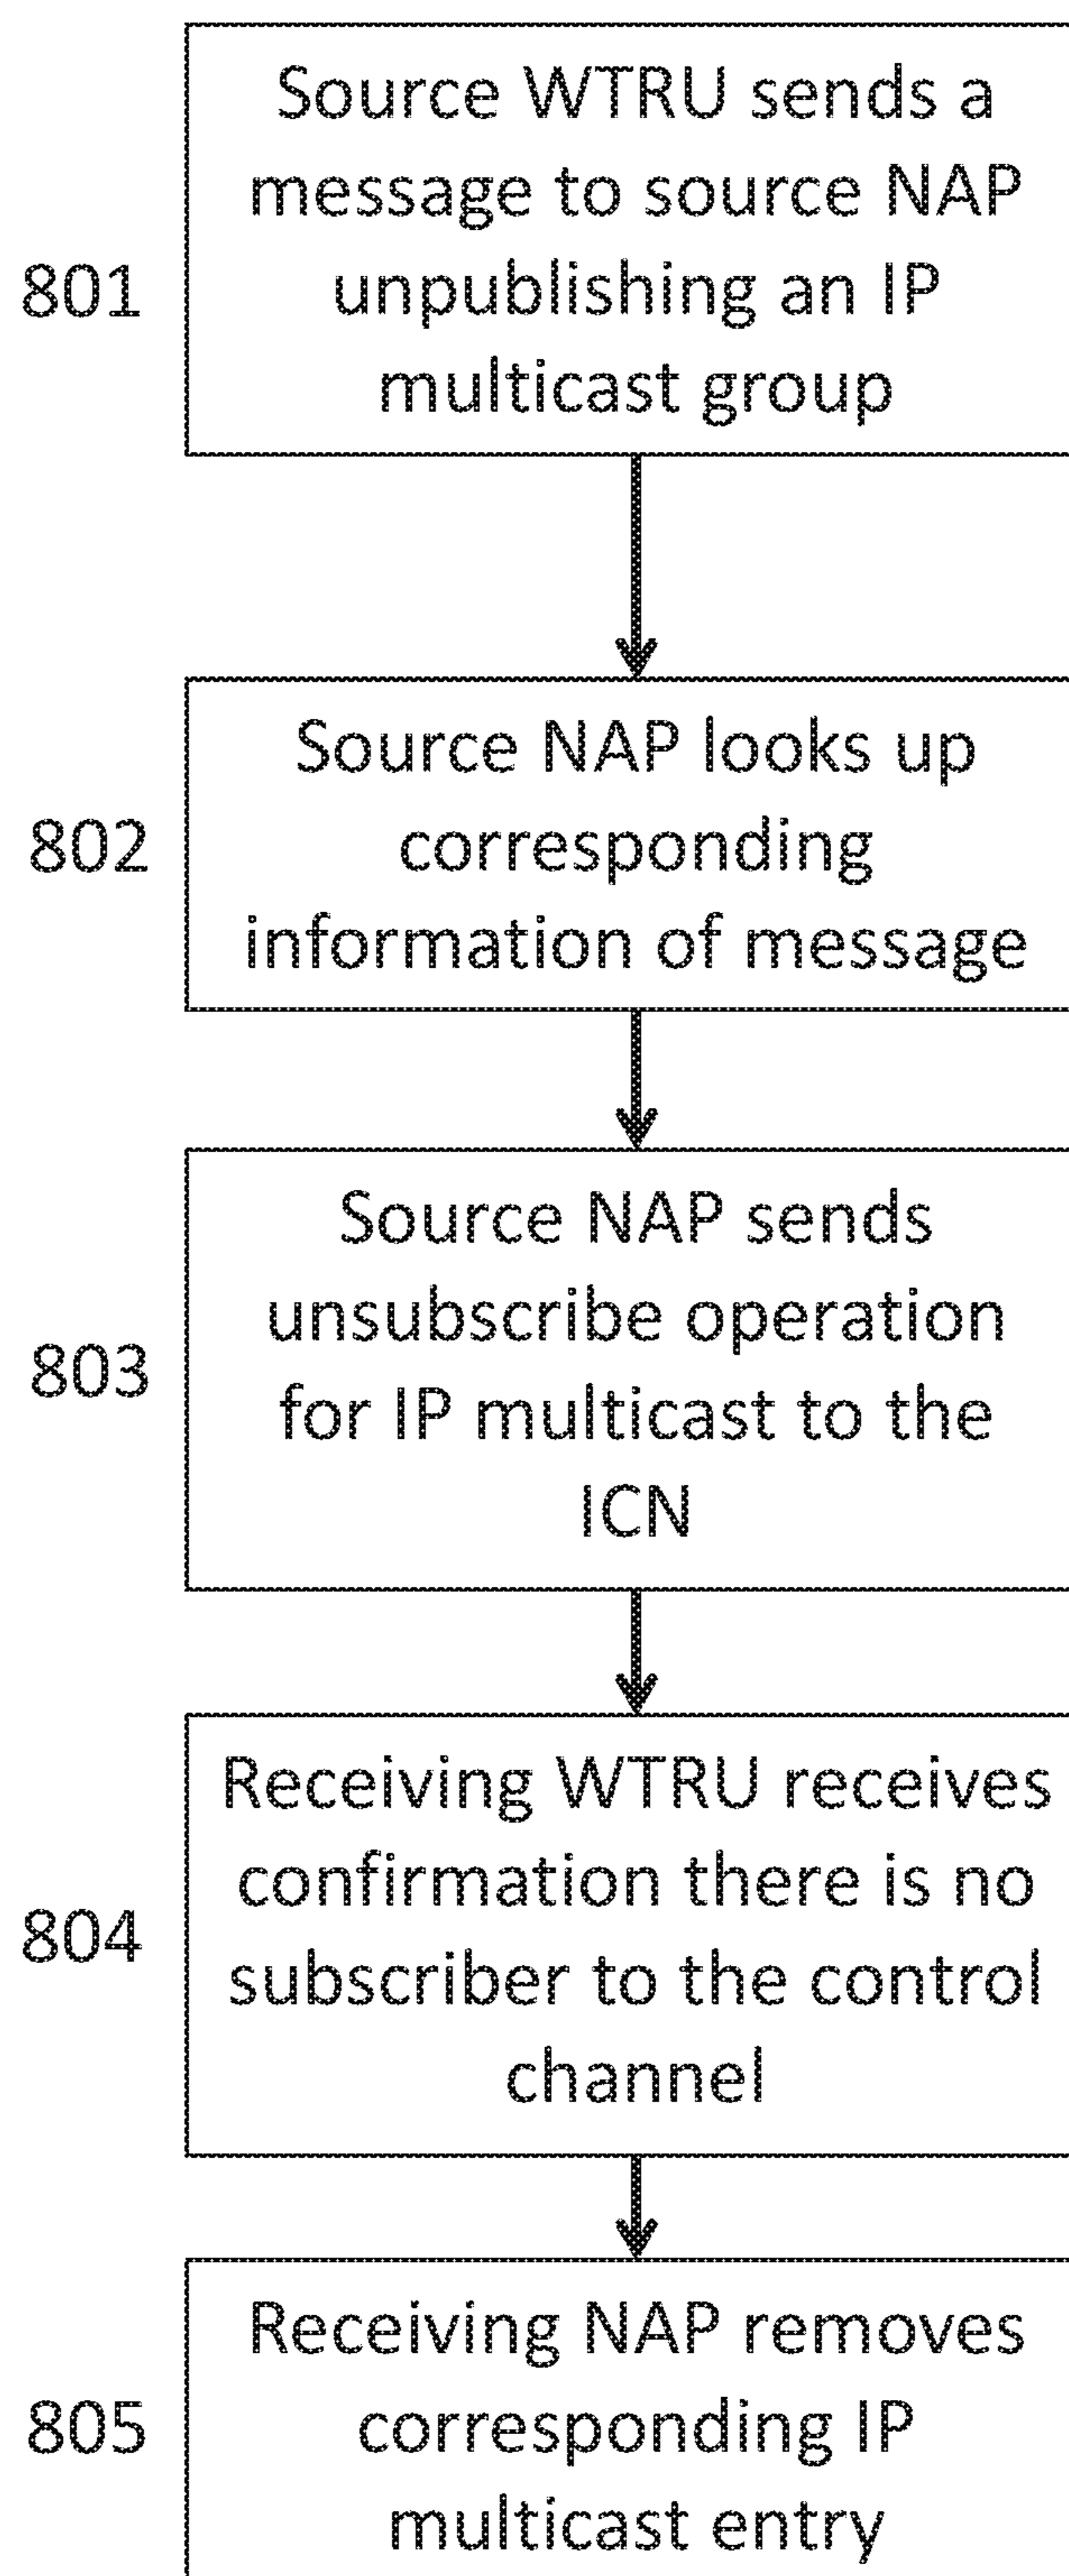 Source WTRU sends a
message to source NAP
801
unpublishing an IP
multicast group
Source NAP looks up
802
corresponding
information of message
Source NAP sends
unsubscribe operation
803
for IP multicast to the
ICN
Receiving WTRU receives
confirmation there is no
804
subscriber to the control
channel
Receiving NAP removes
805
corresponding IP
multicast entry